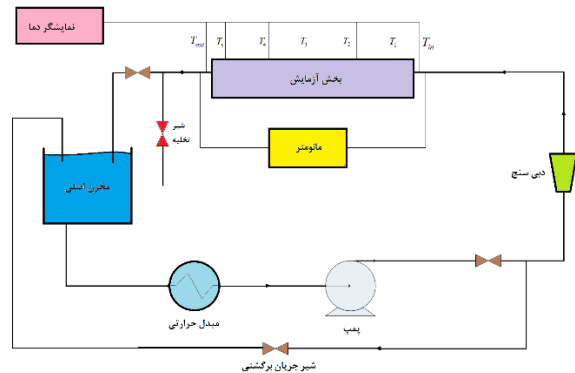 نمایشگر دما
T_out T_5 T_4 T_3 T_2 T_1 T_in
بخش آزمایش
شیر
تخلیه
مانومتر
مخزن اصلی
دبی سنج
مبدل حرارتی
پمپ
شیر جریان برگشتی